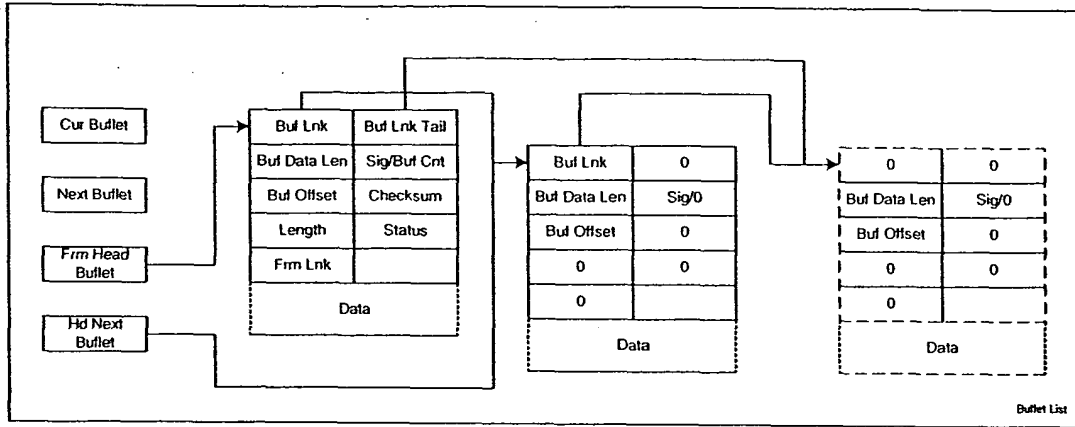 Cur Buflet
Next Buflet
Frm Head
Buflet
Hd Next
Buflet
Buf Lnk
Buf Lnk Tail
Buf Data Len
Sig/Buf Cnt
Buf Offset
Checksum
Length
Status
Frm Lnk
Data
Buf Lnk
0
Buf Data Len
Sig/0
Buf Offset
0
0
0
0
Data
0
0
Buf Data Len
Sig/0
Buf Offset
0
0
0
0
Data
Buflet List